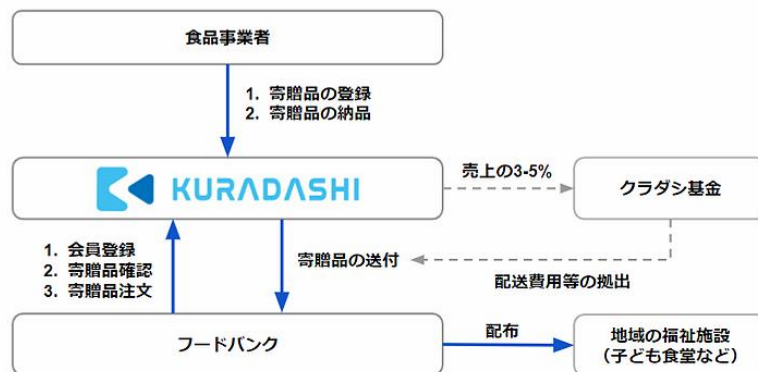 食品事業者
1. 寄贈品の登録
2. 寄贈品の納品
KURADASHI
売上の3-5%
クラダシ基金
1. 会員登録
2. 寄贈品確認
3. 寄贈品注文
寄贈品の送付
配送費用等の拠出
フードバンク
配布
地域の福祉施設
（子ども食堂など）